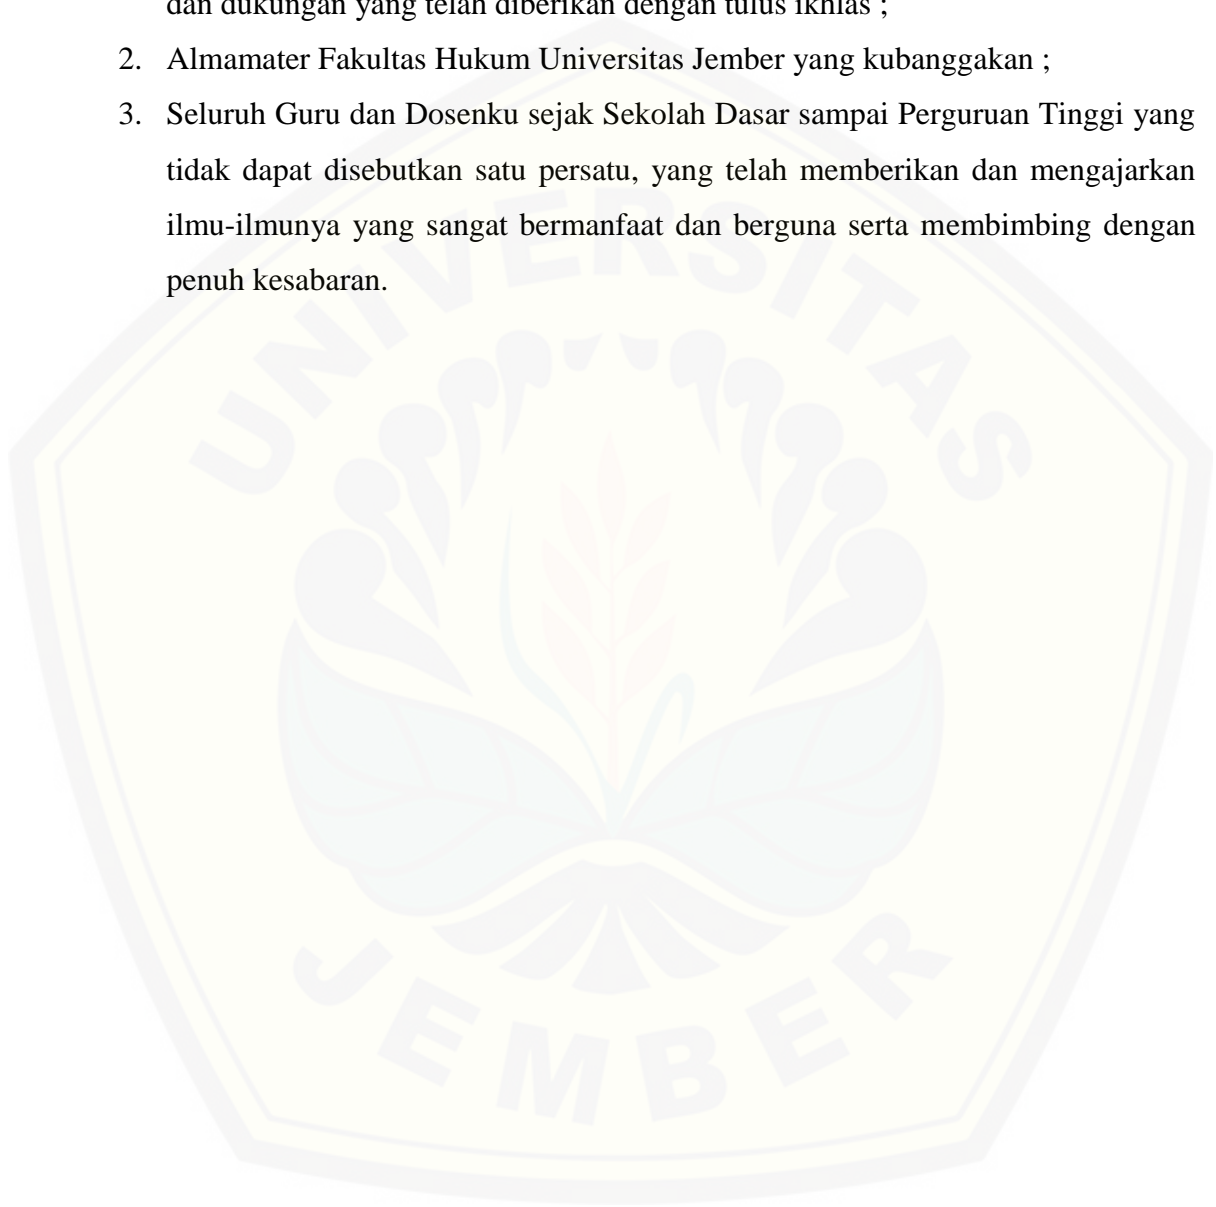 dan dukungan yang telah diberikan dengan tulus ikhlas ;
2. Almamater Fakultas Hukum Universitas Jember yang kubanggakan ;
3. Seluruh Guru dan Dosenku sejak Sekolah Dasar sampai Perguruan Tinggi yang
tidak dapat disebutkan satu persatu, yang telah memberikan dan mengajarkan
ilmu-ilmunya yang sangat bermanfaat dan berguna serta membimbing dengan
penuh kesabaran.
UNIVERSITAS
JEMBER